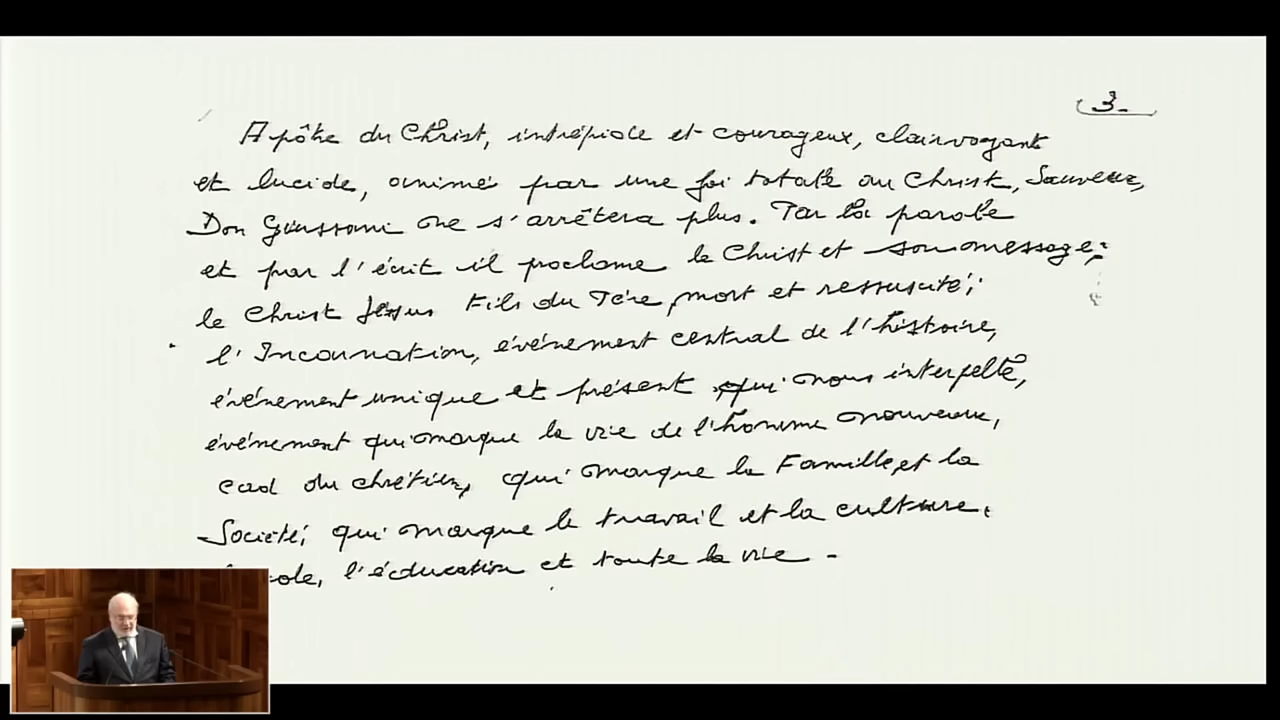 3.
Apôtre du Christ, intrépide et courageux, clairvoyant
et lucide, animé par une foi totale au Christ, Sauveur,
Don Giussani ne s'arrêtera plus. Par la parole
et par l'écrit il proclame le Christ et son message:
le Christ Jésus Fils du Père, mort et ressuscité;
l'Incarnation, événement central de l'histoire,
événement unique et présent qui nous interpelle,
événement qui marque la vie de l'homme nouveau,
cad du chrétien, qui marque la Famille, et la
Société, qui marque le travail et la culture,
l'éducation et toute la vie -